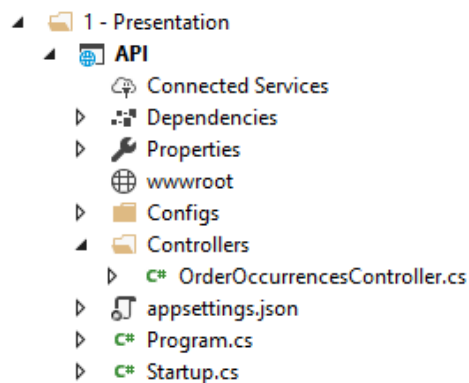 1 - Presentation
API
Connected Services
Dependencies
Properties
wwwroot
Configs
Controllers
C# OrderOccurrencesController.cs
appsettings.json
C# Program.cs
C# Startup.cs